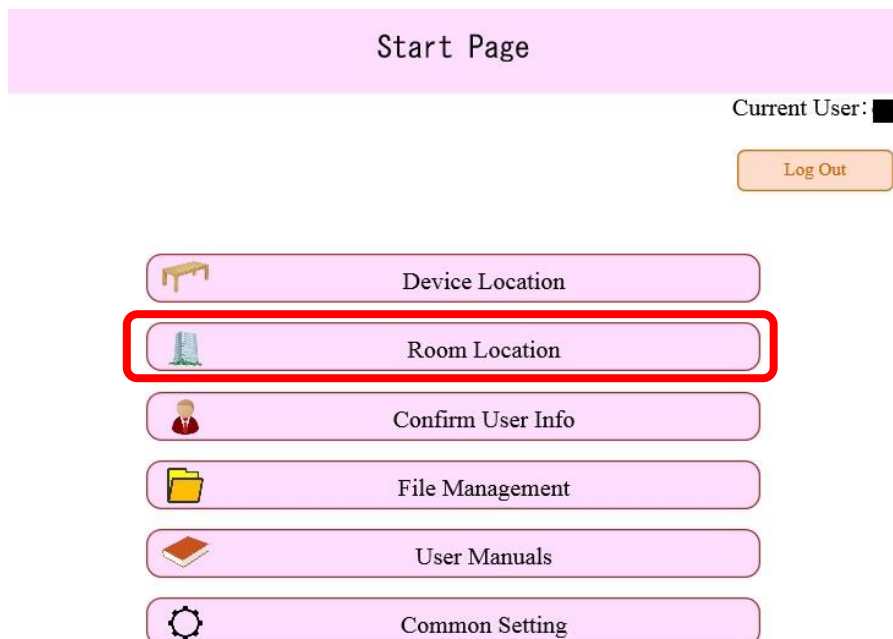 Start Page
Current User:
Log Out
Device Location
Room Location
Confirm User Info
File Management
User Manuals
Common Setting